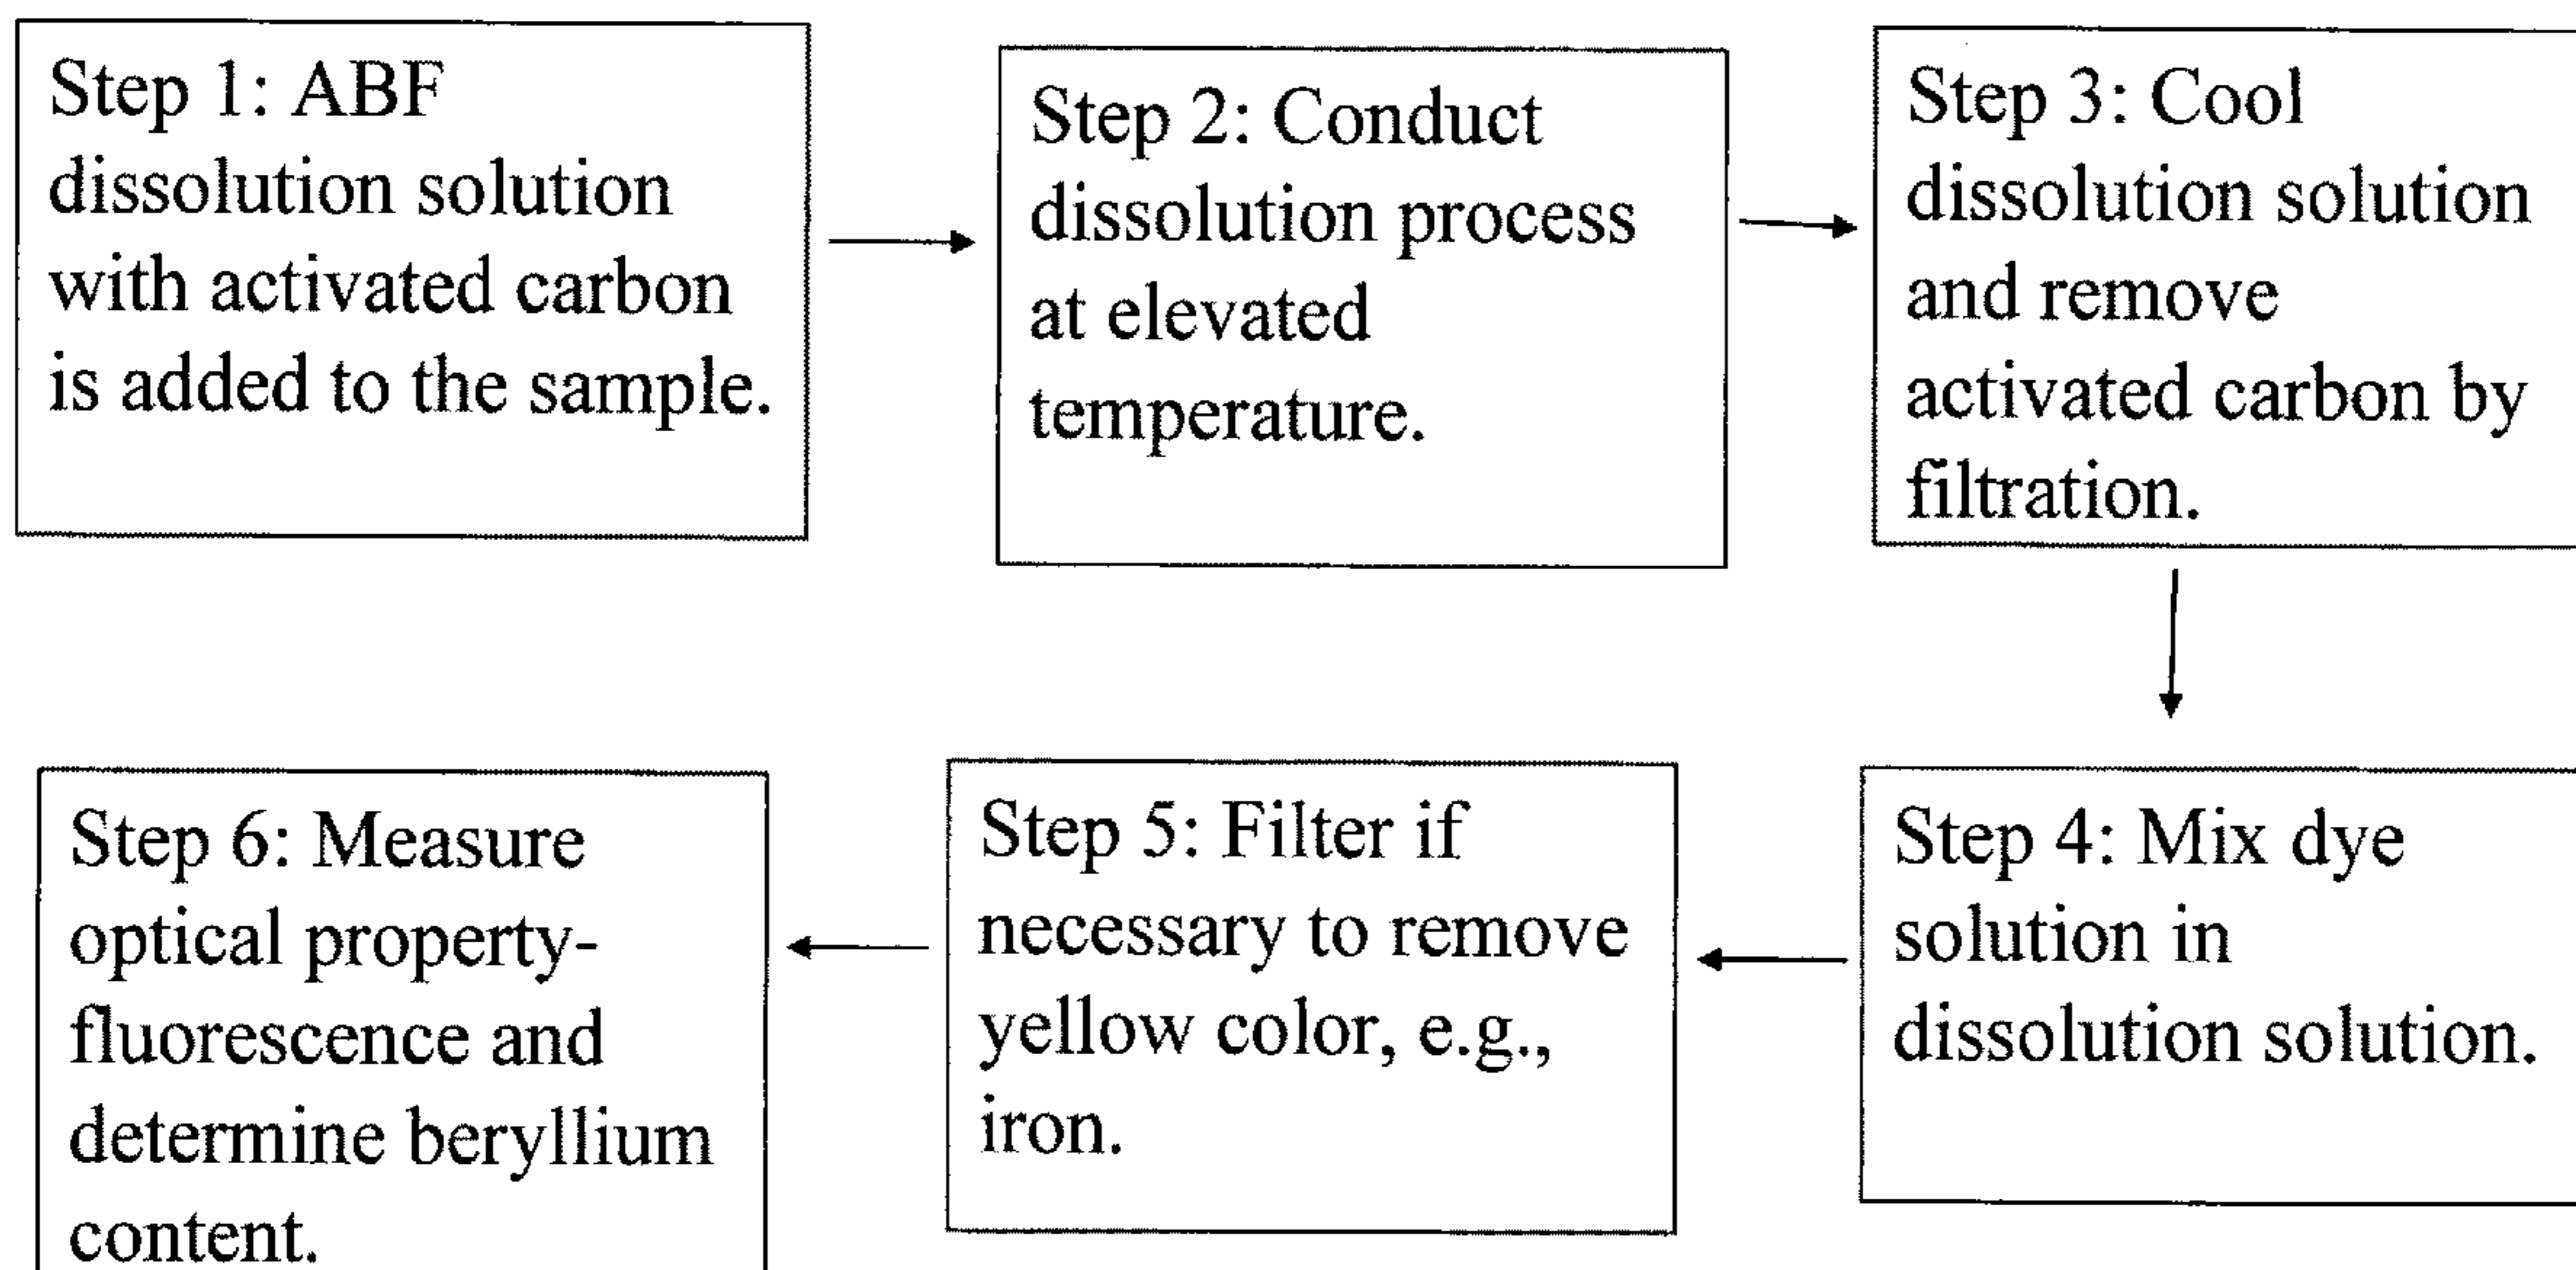 Step 1: ABF
dissolution solution
with activated carbon
is added to the sample.
Step 2: Conduct
dissolution process
at elevated
temperature.
Step 3: Cool
dissolution solution
and remove
activated carbon by
filtration.
Step 4: Mix dye
solution in
dissolution solution.
Step 5: Filter if
necessary to remove
yellow color, e.g.,
iron.
Step 6: Measure
optical property-
fluorescence and
determine beryllium
content.